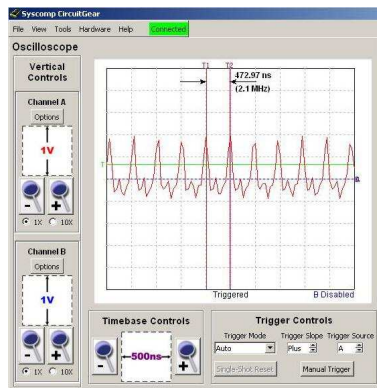 Syscomp CircuitGear
File View Tools Hardware Help Connected
Oscilloscope
Vertical
Controls
Channel A
Options
1V
- +
1X 10X
Channel B
Options
1V
- +
1X 10X
T1 T2
472.97 ns
(2.1 MHz)
T
Triggered B Disabled
Timebase Controls
- 500ns +
Trigger Controls
Trigger Mode Trigger Slope Trigger Source
Auto Plus A
Single-Shot Reset Manual Trigger